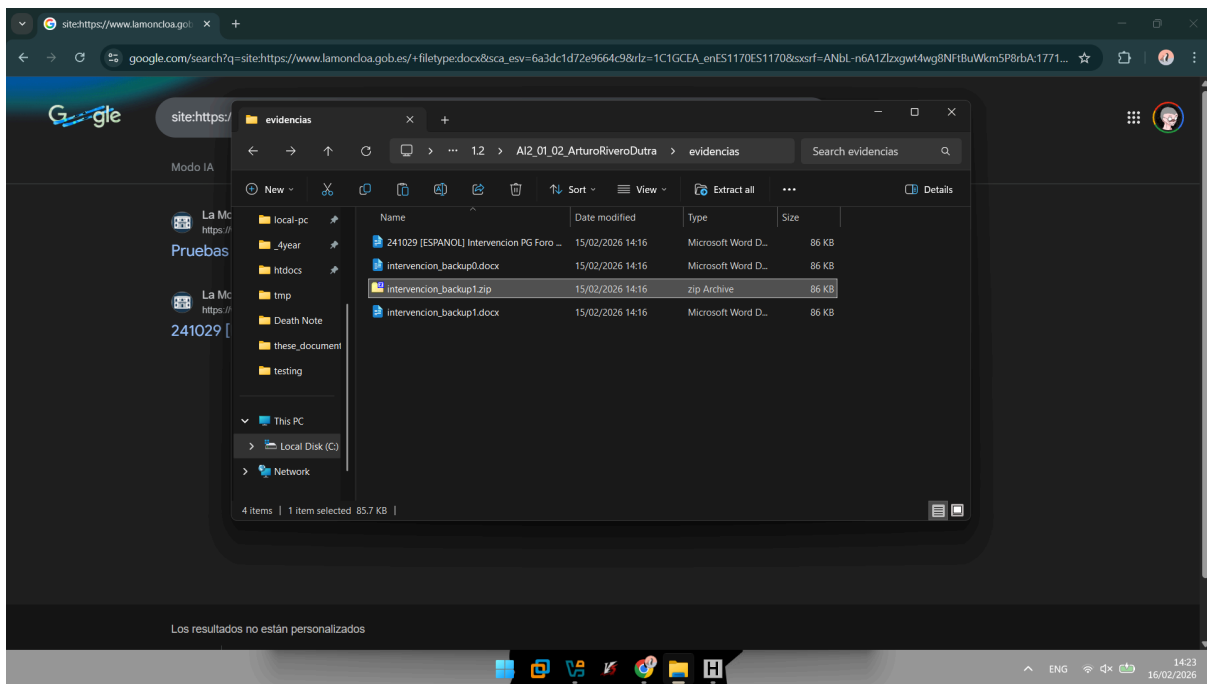 site:https://www.lamoncloa.gob
google.com/search?q=site:https://www.lamoncloa.gob.es/+filetype:docx&sca_esv=6a3dc1d72e9664c9&rlz=1C1GCEA_enES1170ES1170&sxsrf=ANbL-n6A1Zlzxgwt4wg8NFtBuWkm5P8rbA:1771...
Google
site:https:/
Modo IA
La Mo
https://
Pruebas
La Mo
https://
241029 [
evidencias
1.2
AI2_01_02_ArturoRiveroDutra
evidencias
Search evidencias
New
Sort
View
Extract all
Details
local-pc
_4year
htdocs
tmp
Death Note
these_document
testing
This PC
Local Disk (C:)
Network
Name Date modified Type Size
241029 [ESPANOL] Intervencion PG Foro ... 15/02/2026 14:16 Microsoft Word D... 86 KB
intervencion_backup0.docx 15/02/2026 14:16 Microsoft Word D... 86 KB
intervencion_backup1.zip 15/02/2026 14:16 zip Archive 86 KB
intervencion_backup1.docx 15/02/2026 14:16 Microsoft Word D... 86 KB
4 items | 1 item selected 85.7 KB |
Los resultados no están personalizados
ENG
14:23
16/02/2026